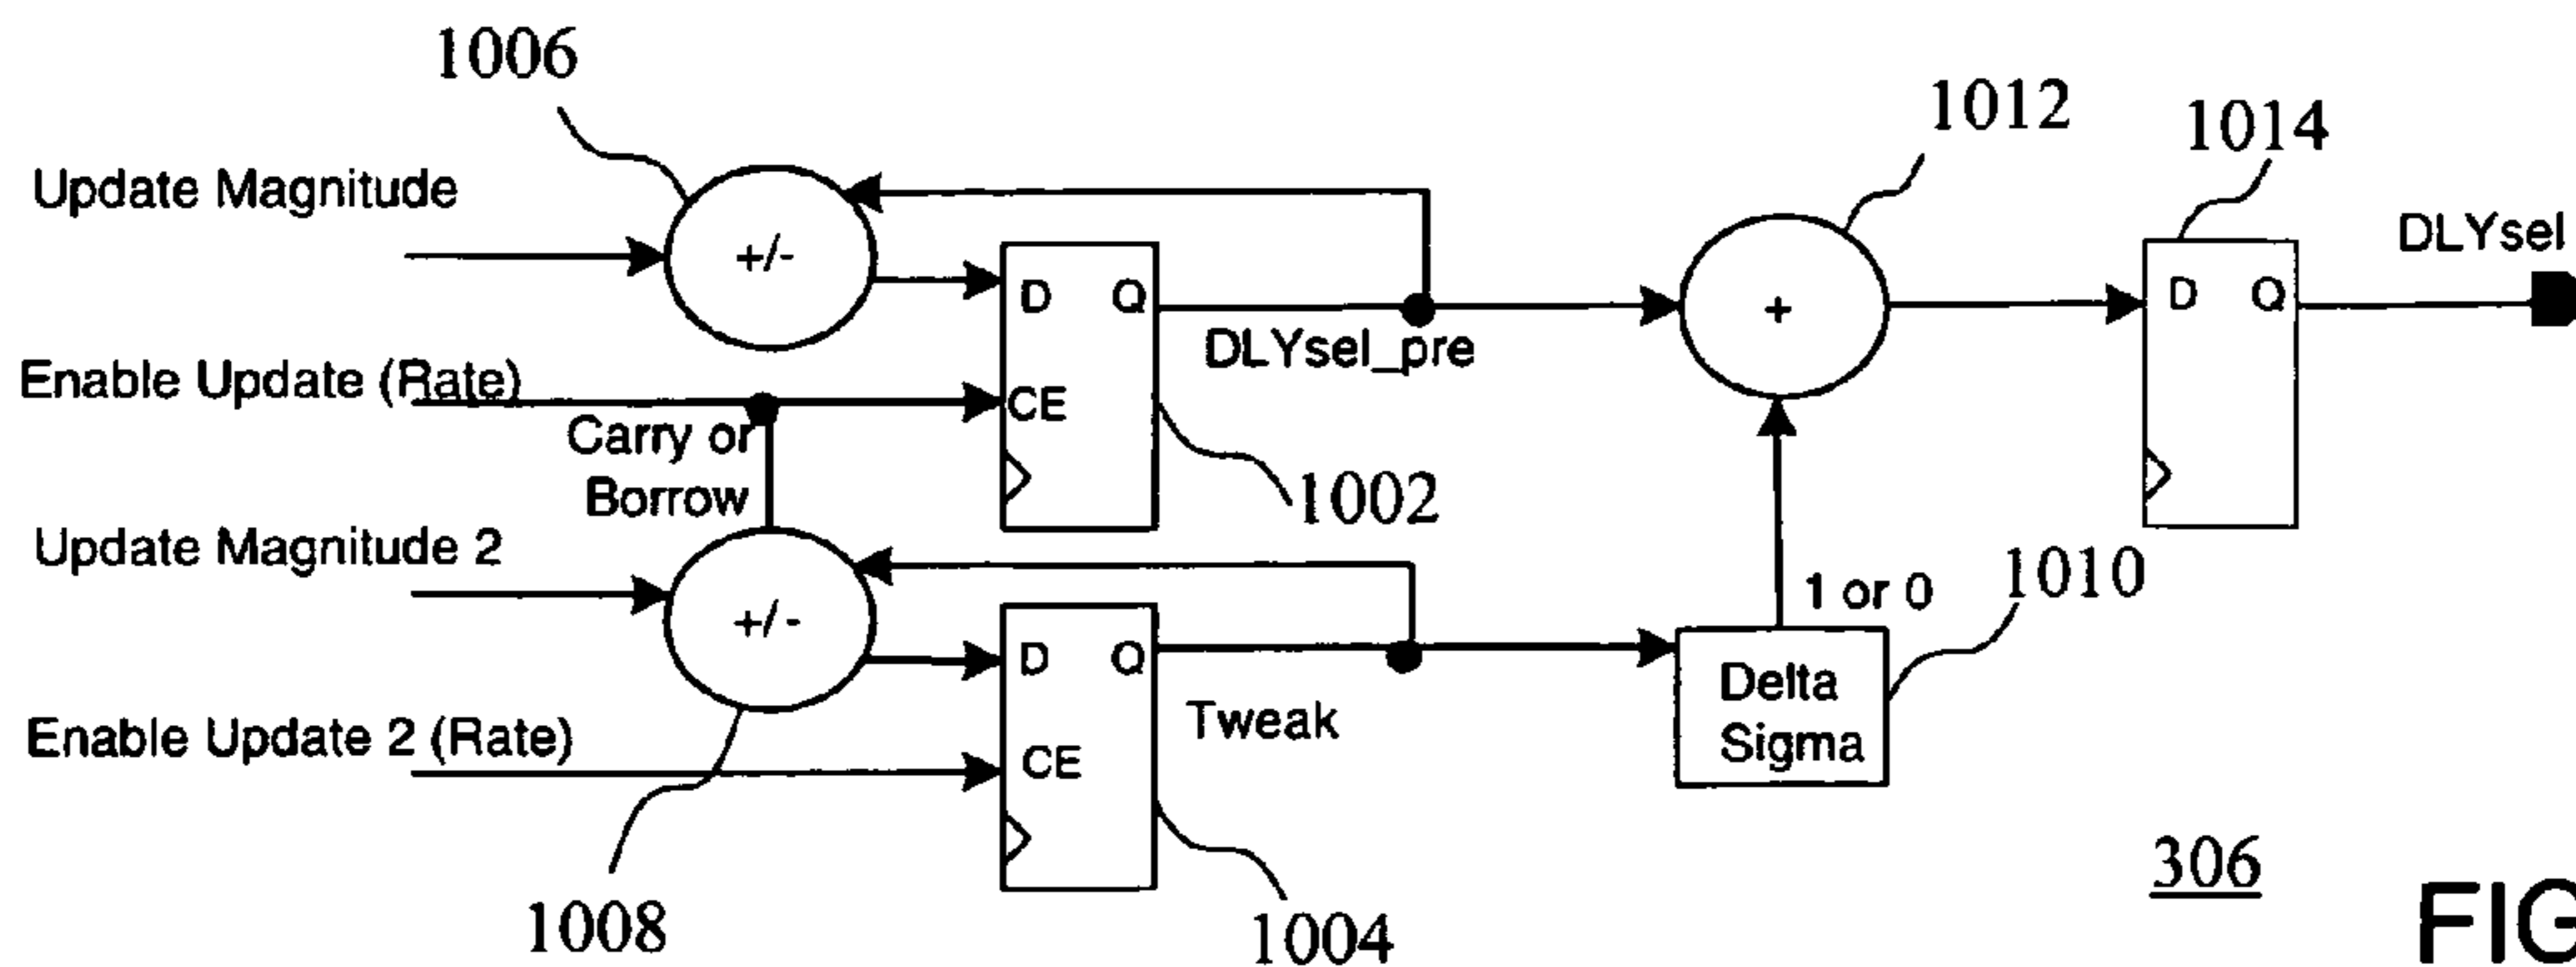 1006
1012
1014
Update Magnitude
+/-
DLYsel
D Q
+
D Q
DLYsel_pre
Enable Update (Rate)
CE
Carry or
Borrow
1002
Update Magnitude 2
1 or 0
1010
+/-
D Q
Delta
Sigma
Tweak
Enable Update 2 (Rate)
CE
306
FIG
1008
1004